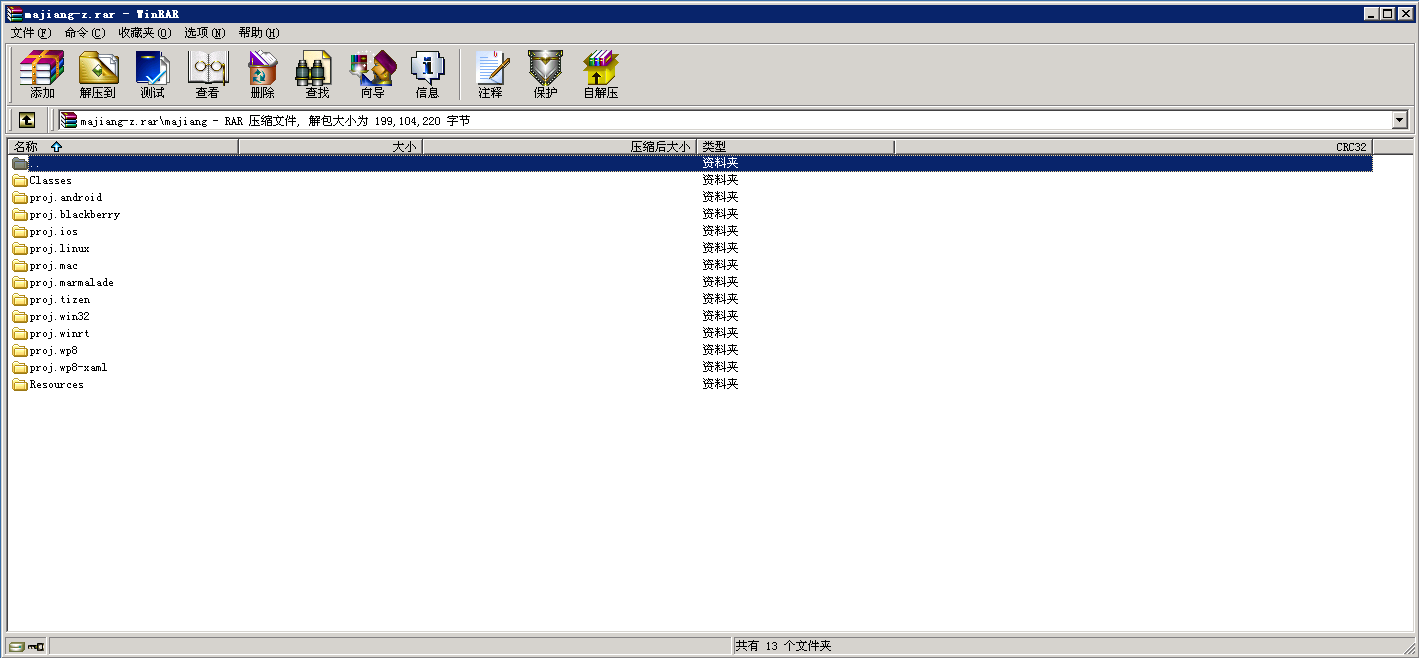 majiang-z.rar - WinRAR
文件(F) 命令(C) 收藏夹(O) 选项(N) 帮助(H)
添加 解压到 测试 查看 删除 查找 向导 信息 注释 保护 自解压
majiang-z.rar\majiang - RAR 压缩文件, 解包大小为 199,104,220 字节
名称 大小 压缩后大小 类型 CRC32
.. 资料夹
Classes 资料夹
proj.android 资料夹
proj.blackberry 资料夹
proj.ios 资料夹
proj.linux 资料夹
proj.mac 资料夹
proj.marmalade 资料夹
proj.tizen 资料夹
proj.win32 资料夹
proj.winrt 资料夹
proj.wp8 资料夹
proj.wp8-xaml 资料夹
Resources 资料夹
共有 13 个文件夹